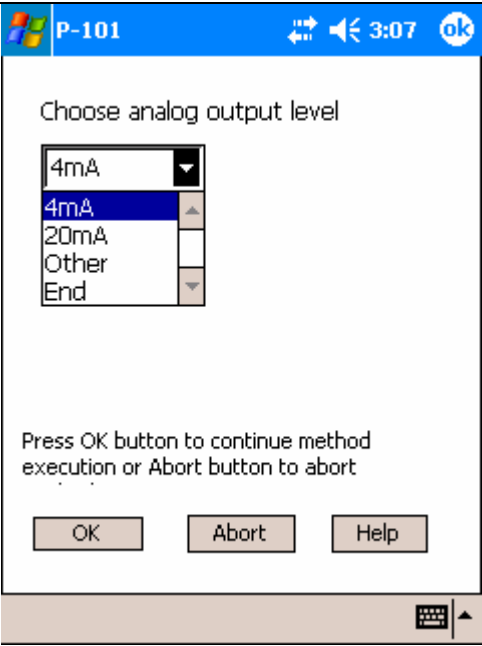 P-101 3:07 ok
Choose analog output level
4mA
4mA
20mA
Other
End
Press OK button to continue method
execution or Abort button to abort
OK Abort Help